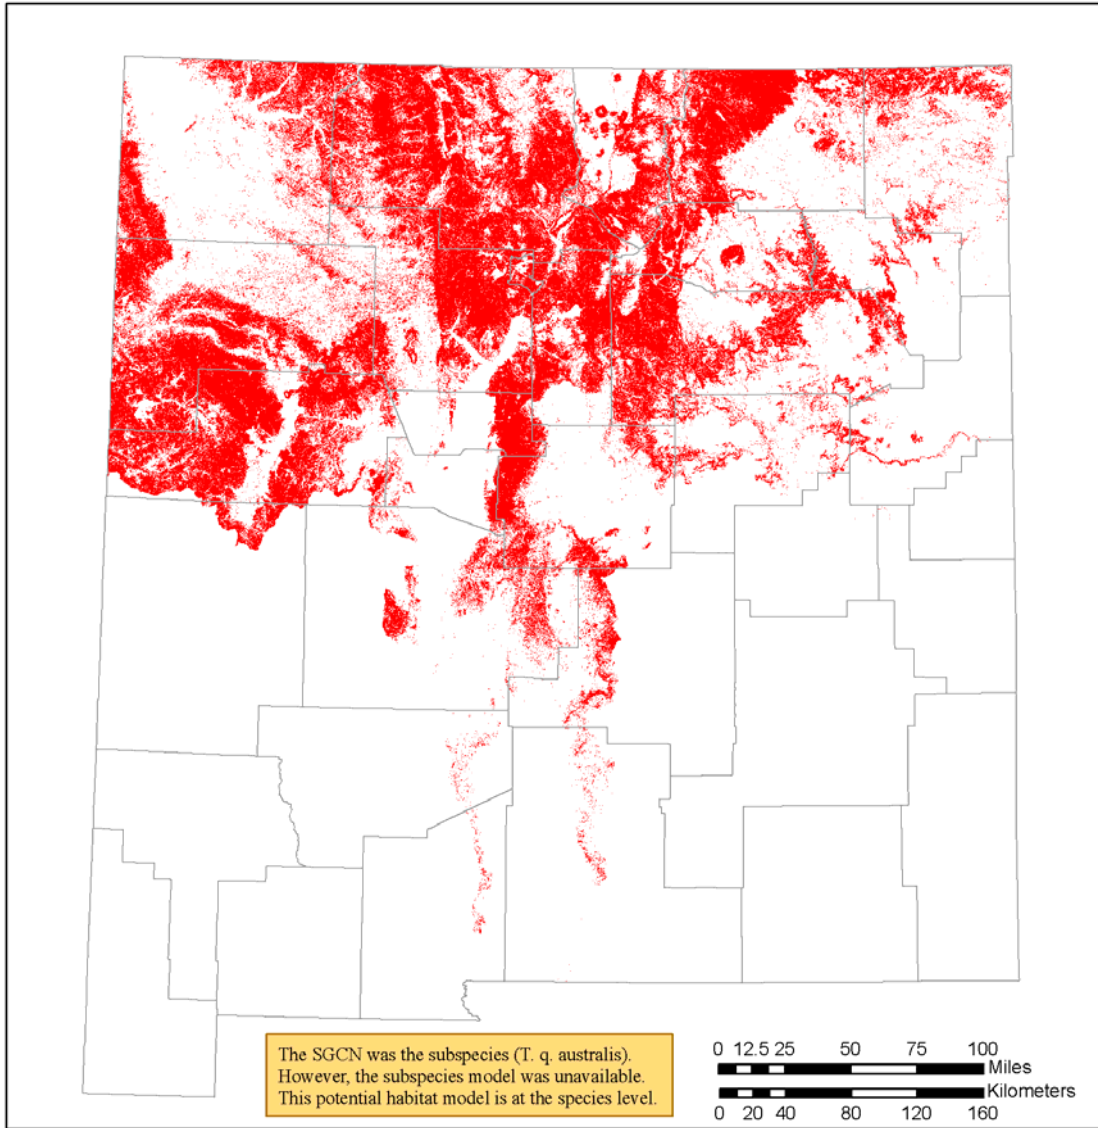 The SGCN was the subspecies (T. q. australis).
However, the subspecies model was unavailable.
This potential habitat model is at the species level.
0 12.5 25 50 75 100
Miles
Kilometers
0 20 40 80 120 160